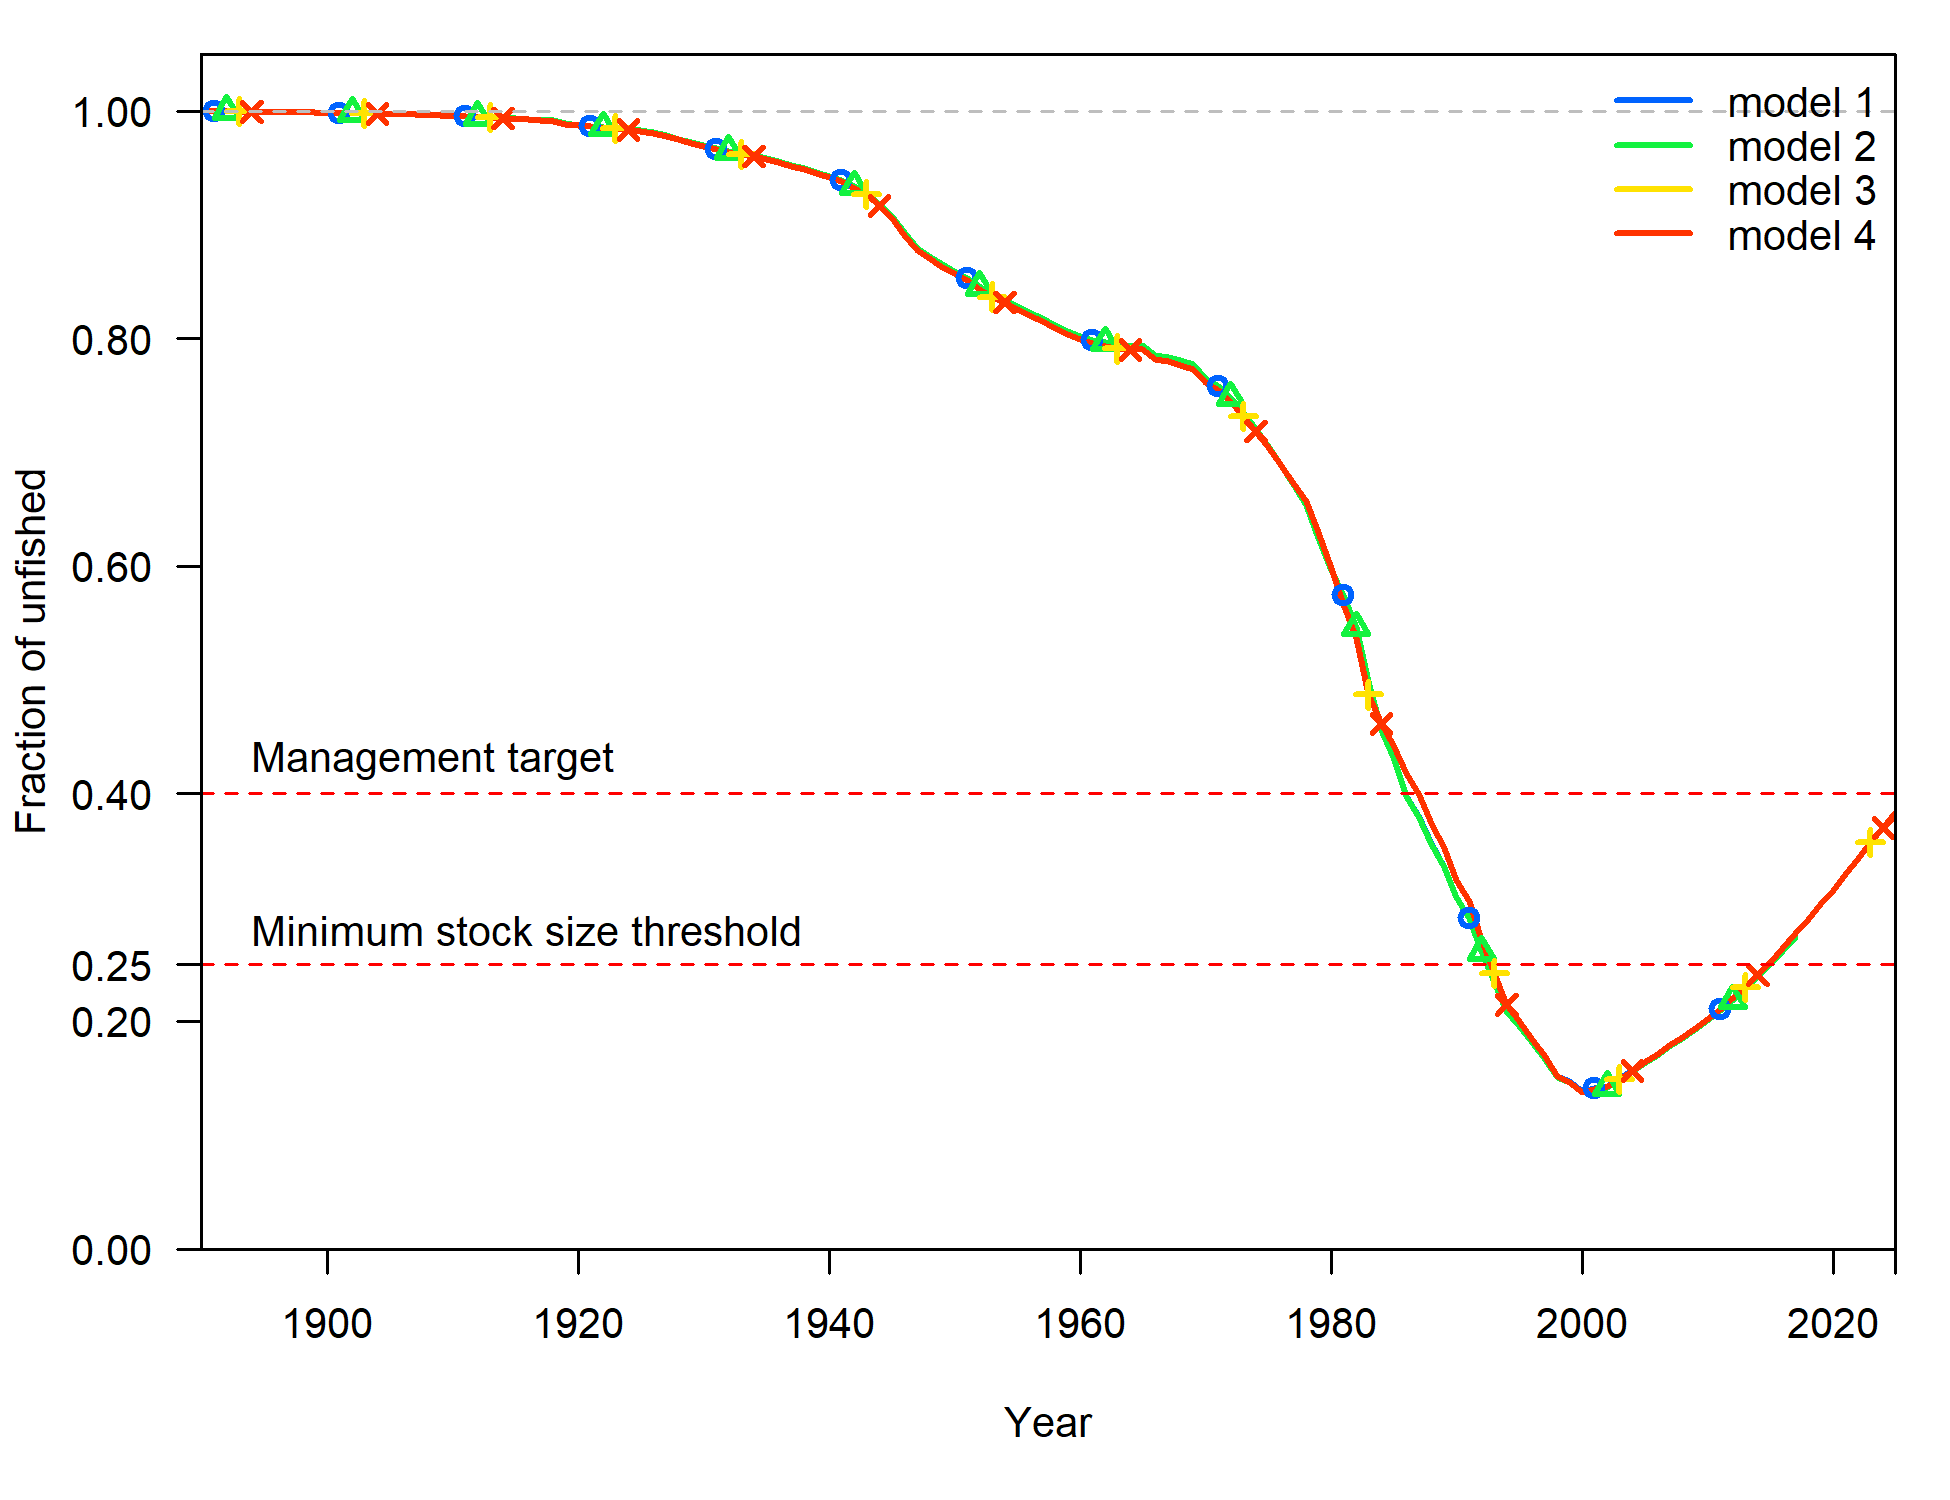 model 1
model 2
model 3
model 4
Fraction of unfished
1.00
0.80
0.60
0.40
0.25
0.20
0.00
Management target
Minimum stock size threshold
1900 1920 1940 1960 1980 2000 2020
Year